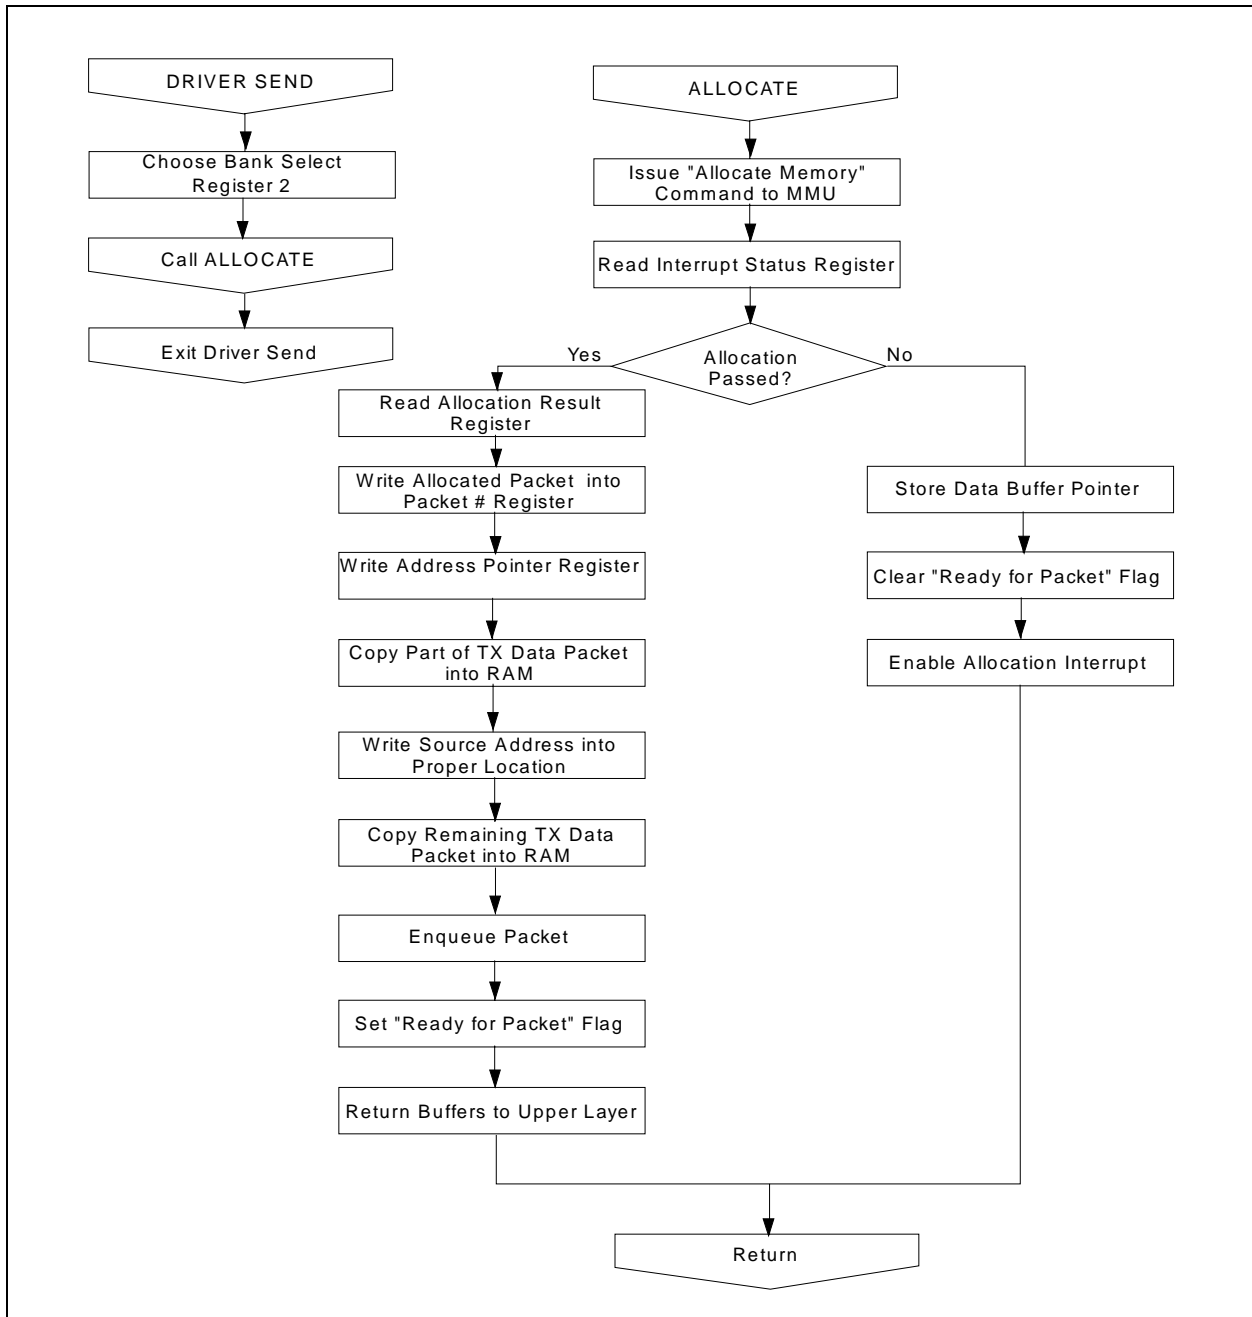 DRIVER SEND
Choose Bank Select
Register 2
Call ALLOCATE
Exit Driver Send
ALLOCATE
Issue "Allocate Memory"
Command to MMU
Read Interrupt Status Register
Allocation
Passed?
Yes
No
Read Allocation Result
Register
Write Allocated Packet into
Packet # Register
Write Address Pointer Register
Copy Part of TX Data Packet
into RAM
Write Source Address into
Proper Location
Copy Remaining TX Data
Packet into RAM
Enqueue Packet
Set "Ready for Packet" Flag
Return Buffers to Upper Layer
Store Data Buffer Pointer
Clear "Ready for Packet" Flag
Enable Allocation Interrupt
Return